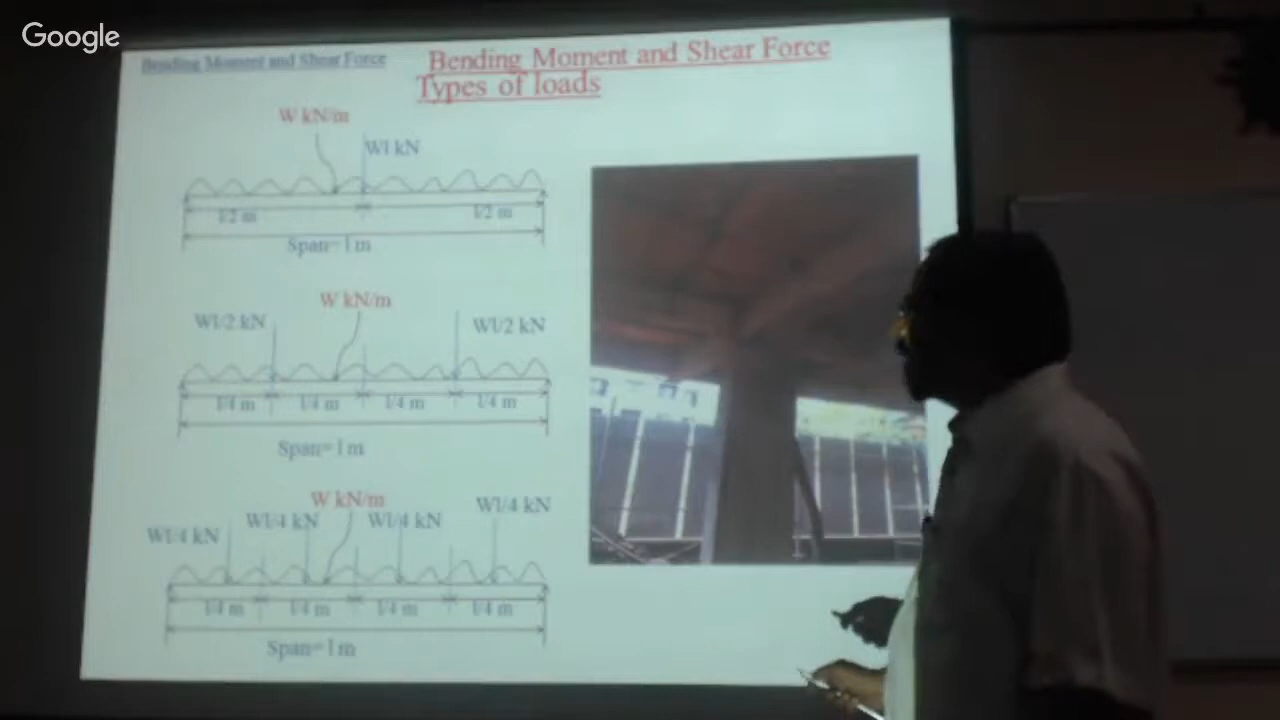 Google
Bending Moment and Shear Force
Bending Moment and Shear Force
Types of loads
W kN/m
Wl kN
l/2 m
l/2 m
Span= l m
W kN/m
Wl/2 kN
Wl/2 kN
l/4 m
l/4 m
l/4 m
l/4 m
Span= l m
W kN/m
Wl/4 kN
Wl/4 kN
Wl/4 kN
Wl/4 kN
l/4 m
l/4 m
l/4 m
l/4 m
Span= l m